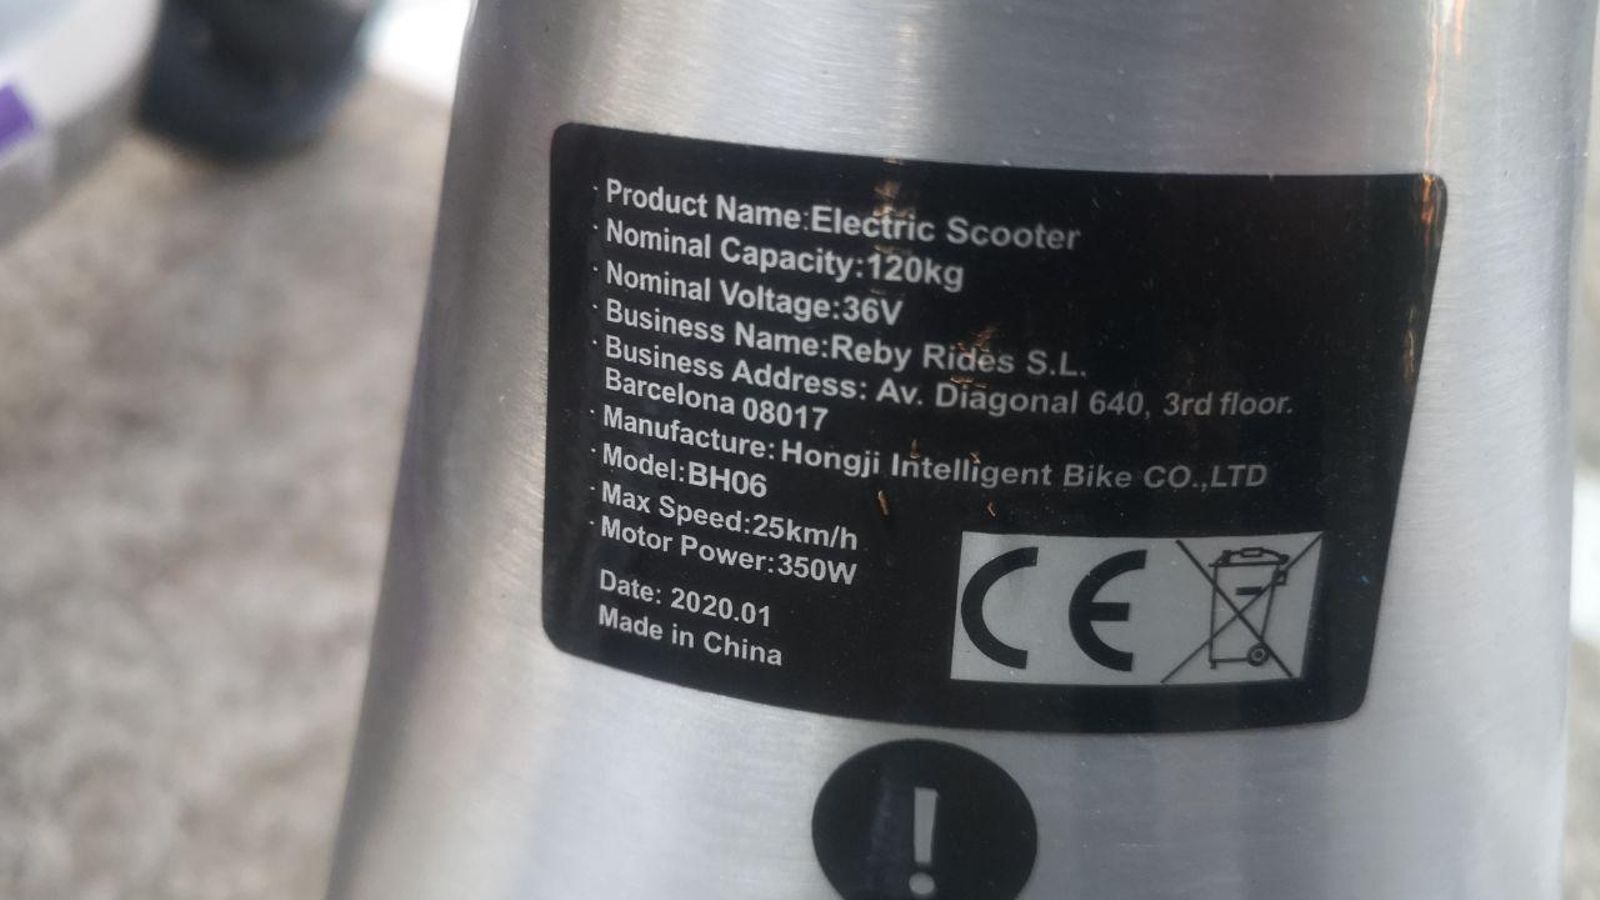 · Product Name:Electric Scooter
· Nominal Capacity:120kg
· Nominal Voltage:36V
· Business Name:Reby Rides S.L.
· Business Address: Av. Diagonal 640, 3rd floor.
Barcelona 08017
· Manufacture: Hongji Intelligent Bike CO.,LTD
· Model:BH06
· Max Speed:25km/h
· Motor Power:350W
Date: 2020.01
Made in China
CE
!